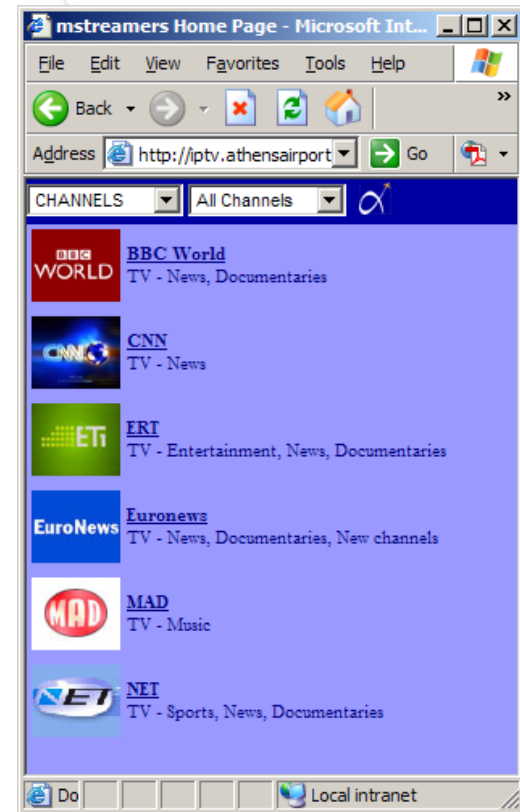 mstreamers Home Page - Microsoft Int...
File Edit View Favorites Tools Help
Back »
Address http://iptv.athensairport Go
CHANNELS All Channels
BBC WORLD
BBC World
TV - News, Documentaries
CNN
CNN
TV - News
ERT
TV - Entertainment, News, Documentaries
EuroNews
Euronews
TV - News, Documentaries, New channels
MAD
MAD
TV - Music
NET
NET
TV - Sports, News, Documentaries
Do Local intranet